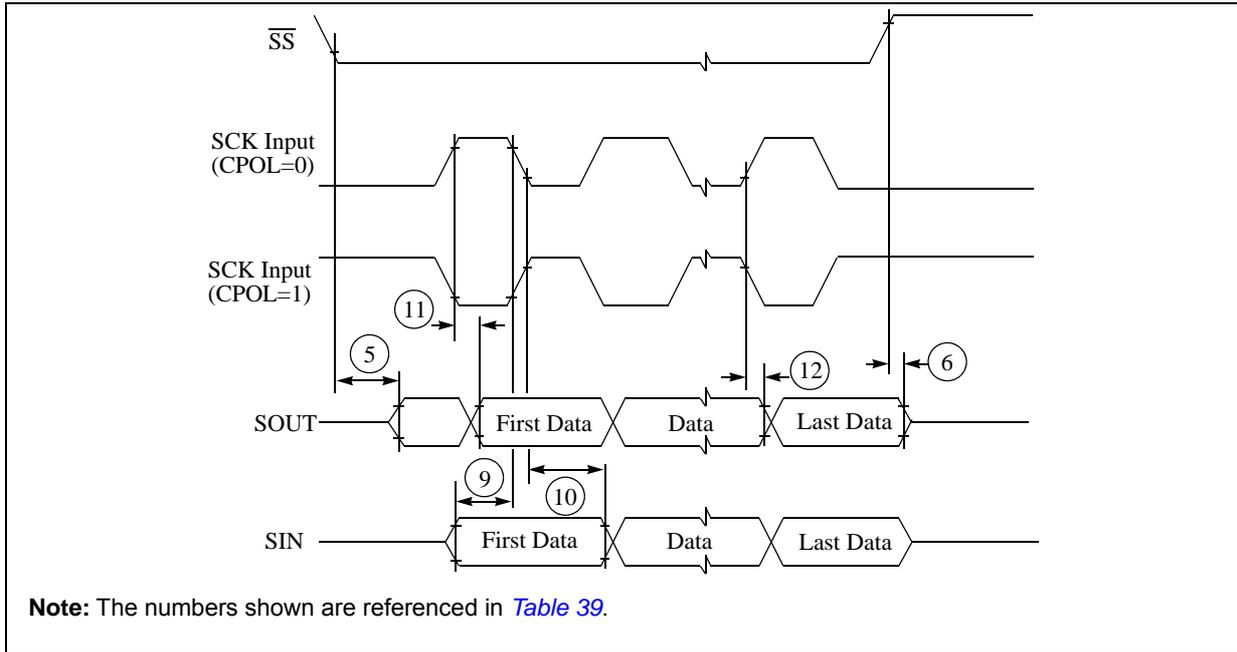 SS
SCK Input
(CPOL=0)
SCK Input
(CPOL=1)
11
5
12
6
SOUT
First Data
Data
Last Data
9
10
SIN
First Data
Data
Last Data
Note: The numbers shown are referenced in Table 39.